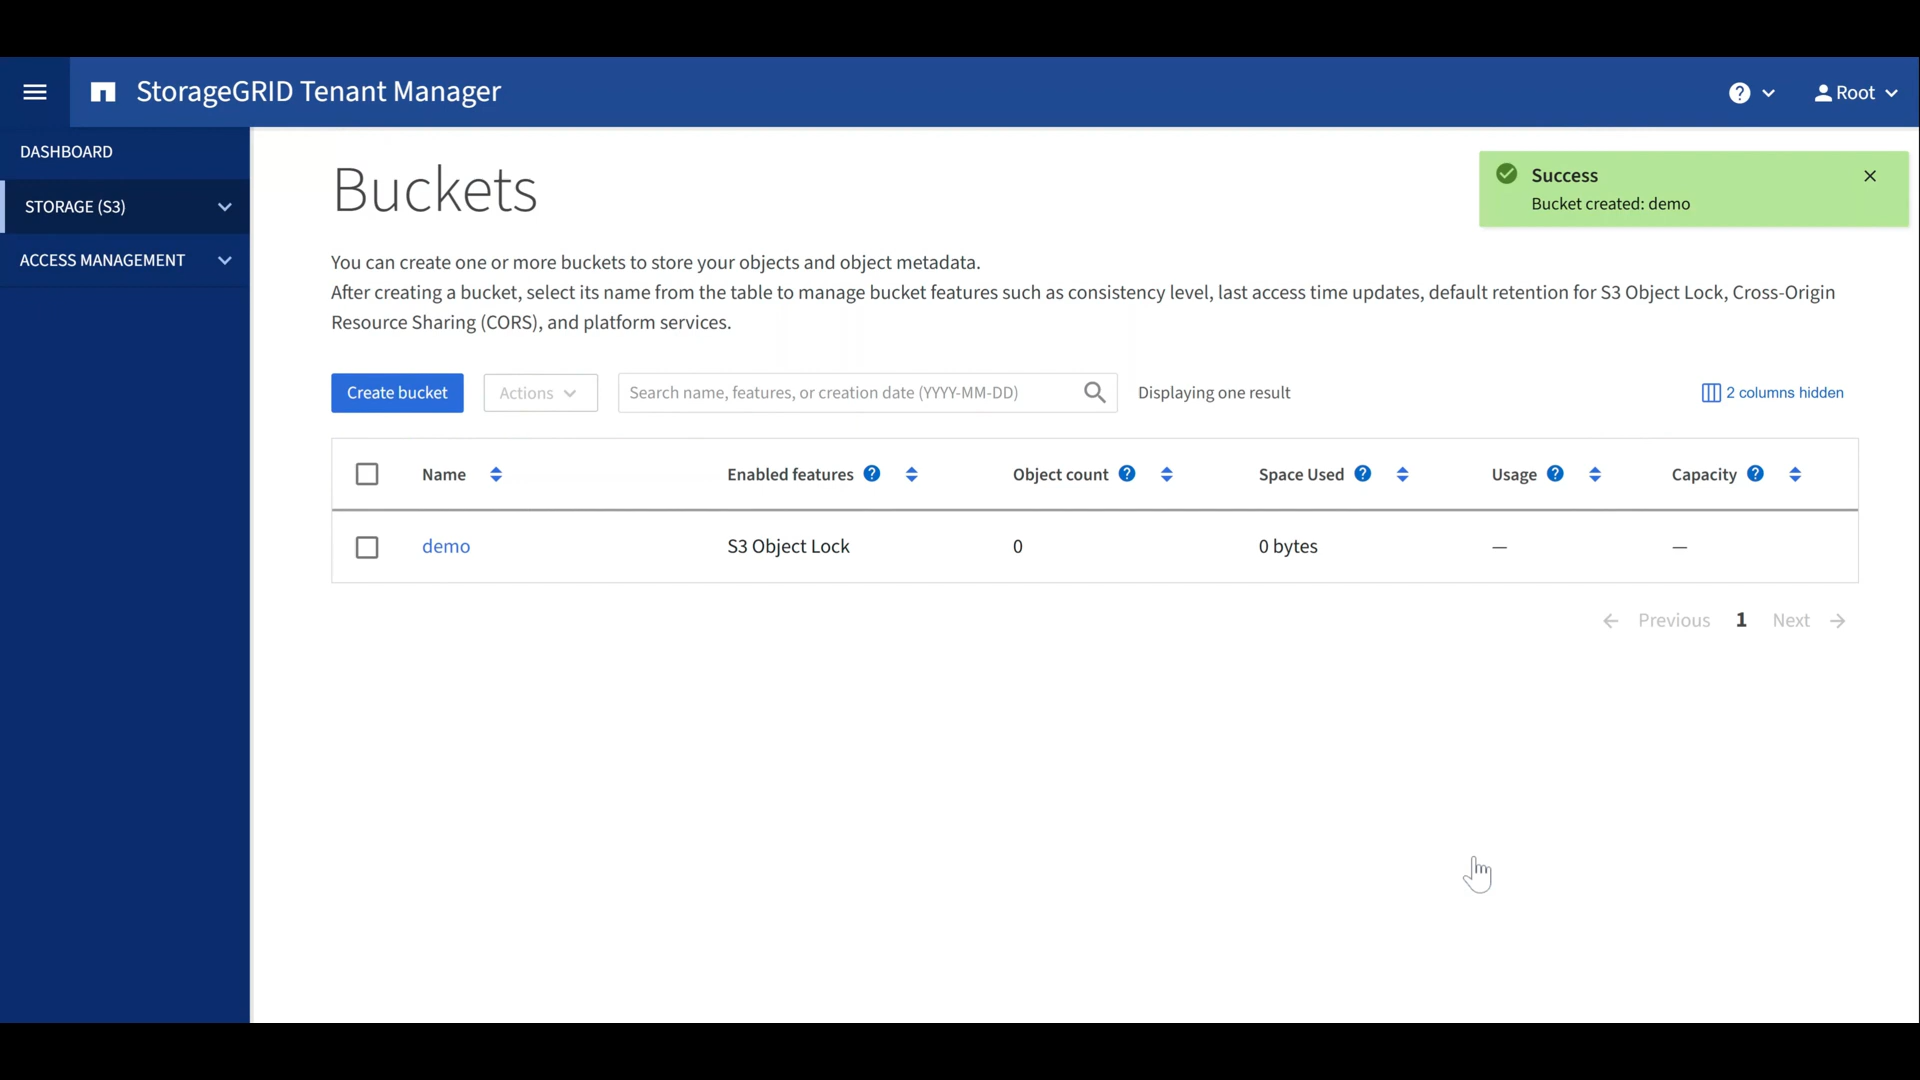 StorageGRID Tenant Manager
Root
DASHBOARD
STORAGE (S3)
ACCESS MANAGEMENT
Buckets
Success
Bucket created: demo
You can create one or more buckets to store your objects and object metadata.
After creating a bucket, select its name from the table to manage bucket features such as consistency level, last access time updates, default retention for S3 Object Lock, Cross-Origin
Resource Sharing (CORS), and platform services.
Create bucket Actions Search name, features, or creation date (YYYY-MM-DD) Displaying one result 2 columns hidden
Name Enabled features ? Object count ? Space Used ? Usage ? Capacity ?
demo S3 Object Lock 0 0 bytes — —
← Previous 1 Next →